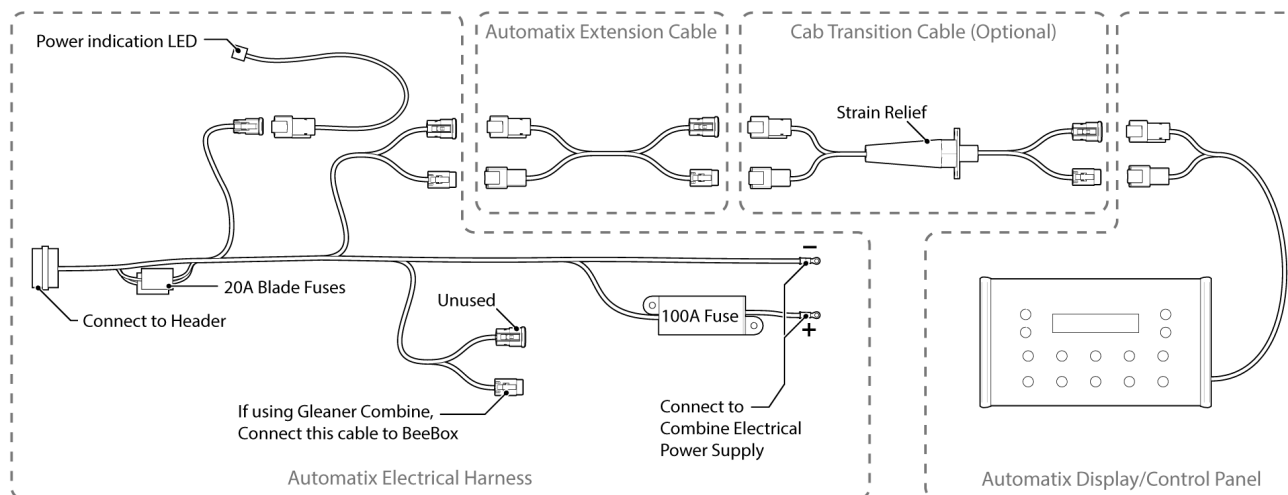 Power indication LED
Automatix Extension Cable
Cab Transition Cable (Optional)
Strain Relief
20A Blade Fuses
Connect to Header
Unused
100A Fuse
−
+
If using Gleaner Combine,
Connect this cable to BeeBox
Connect to
Combine Electrical
Power Supply
Automatix Electrical Harness
Automatix Display/Control Panel